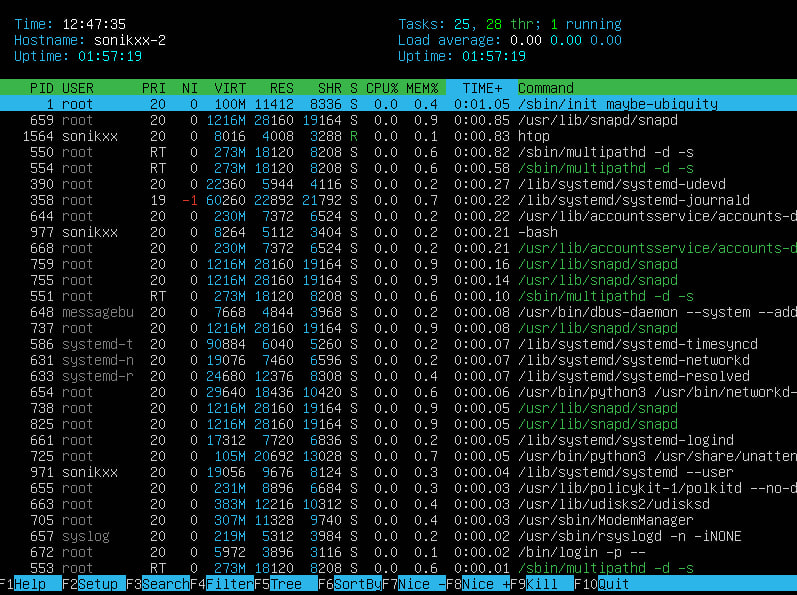 Time: 12:47:35 Tasks: 25, 28 thr; 1 running
Hostname: sonikxx-2 Load average: 0.00 0.00 0.00
Uptime: 01:57:19 Uptime: 01:57:19
PID USER PRI NI VIRT RES SHR S CPU% MEM% TIME+ Command
1 root 20 0 100M 11412 8336 S 0.0 0.4 0:01.05 /sbin/init maybe-ubiquity
659 root 20 0 1216M 28160 19164 S 0.0 0.9 0:00.85 /usr/lib/snapd/snapd
1564 sonikxx 20 0 8016 4008 3288 R 0.0 0.1 0:00.83 htop
550 root RT 0 273M 18120 8208 S 0.0 0.6 0:00.82 /sbin/multipathd -d -s
554 root RT 0 273M 18120 8208 S 0.0 0.6 0:00.58 /sbin/multipathd -d -s
390 root 20 0 22360 5944 4116 S 0.0 0.2 0:00.27 /lib/systemd/systemd-udevd
358 root 19 -1 60260 22892 21792 S 0.0 0.7 0:00.22 /lib/systemd/systemd-journald
644 root 20 0 230M 7372 6524 S 0.0 0.2 0:00.22 /usr/lib/accountsservice/accounts-d
977 sonikxx 20 0 8264 5112 3404 S 0.0 0.2 0:00.21 -bash
668 root 20 0 230M 7372 6524 S 0.0 0.2 0:00.21 /usr/lib/accountsservice/accounts-d
759 root 20 0 1216M 28160 19164 S 0.0 0.9 0:00.16 /usr/lib/snapd/snapd
755 root 20 0 1216M 28160 19164 S 0.0 0.9 0:00.14 /usr/lib/snapd/snapd
551 root RT 0 273M 18120 8208 S 0.0 0.6 0:00.10 /sbin/multipathd -d -s
648 messagebu 20 0 7668 4844 3968 S 0.0 0.2 0:00.08 /usr/bin/dbus-daemon --system --add
737 root 20 0 1216M 28160 19164 S 0.0 0.9 0:00.08 /usr/lib/snapd/snapd
586 systemd-t 20 0 90884 6040 5260 S 0.0 0.2 0:00.07 /lib/systemd/systemd-timesyncd
631 systemd-n 20 0 19076 7460 6596 S 0.0 0.2 0:00.07 /lib/systemd/systemd-networkd
633 systemd-r 20 0 24680 12376 8308 S 0.0 0.4 0:00.07 /lib/systemd/systemd-resolved
654 root 20 0 29640 18436 10420 S 0.0 0.6 0:00.06 /usr/bin/python3 /usr/bin/networkd-
738 root 20 0 1216M 28160 19164 S 0.0 0.9 0:00.05 /usr/lib/snapd/snapd
825 root 20 0 1216M 28160 19164 S 0.0 0.9 0:00.05 /usr/lib/snapd/snapd
661 root 20 0 17312 7720 6836 S 0.0 0.2 0:00.05 /lib/systemd/systemd-logind
725 root 20 0 105M 20692 13028 S 0.0 0.7 0:00.05 /usr/bin/python3 /usr/share/unatten
971 sonikxx 20 0 19056 9676 8124 S 0.0 0.3 0:00.04 /lib/systemd/systemd --user
655 root 20 0 231M 8896 6684 S 0.0 0.3 0:00.03 /usr/lib/policykit-1/polkitd --no-d
663 root 20 0 383M 12216 10312 S 0.0 0.4 0:00.03 /usr/lib/udisks2/udisksd
705 root 20 0 307M 11328 9740 S 0.0 0.4 0:00.03 /usr/sbin/ModemManager
657 syslog 20 0 219M 5312 3984 S 0.0 0.2 0:00.02 /usr/sbin/rsyslogd -n -iNONE
672 root 20 0 5972 3896 3116 S 0.0 0.1 0:00.02 /bin/login -p --
553 root RT 0 273M 18120 8208 S 0.0 0.6 0:00.01 /sbin/multipathd -d -s
F1Help F2Setup F3SearchF4FilterF5Tree F6SortByF7Nice -F8Nice +F9Kill F10Quit